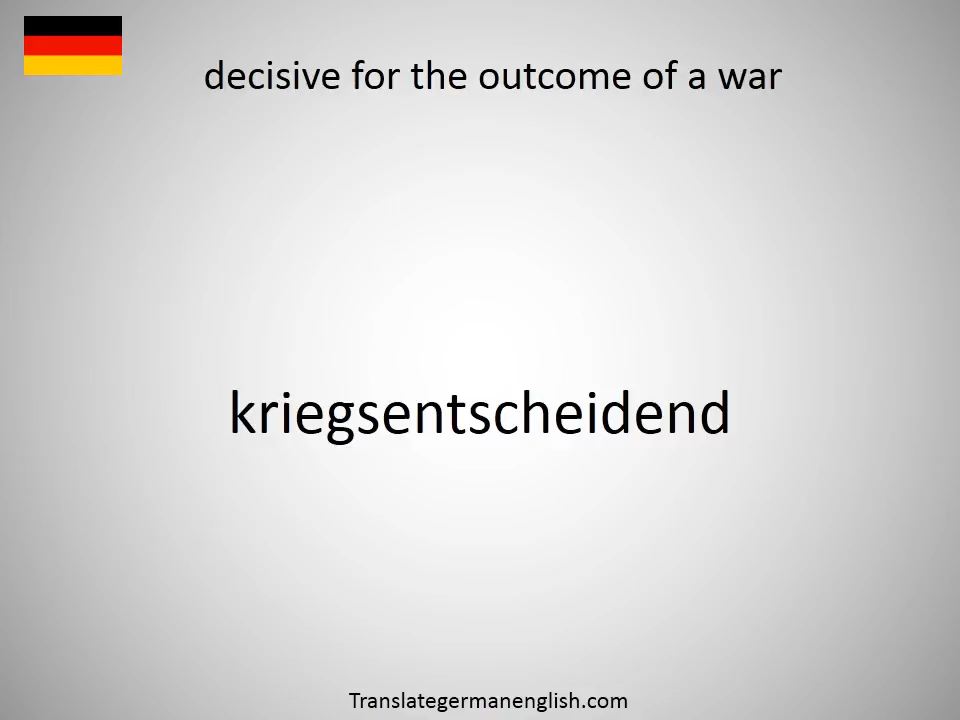 decisive for the outcome of a war
kriegsentscheidend
Translategermanenglish.com